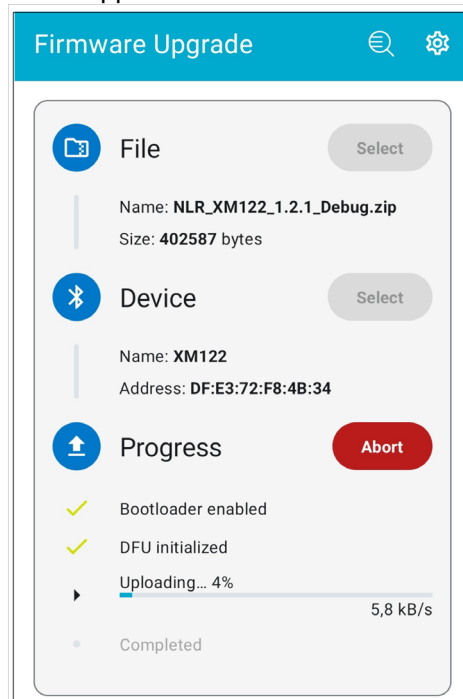 Firmware Upgrade
File
Select
Name: NLR_XM122_1.2.1_Debug.zip
Size: 402587 bytes
Device
Select
Name: XM122
Address: DF:E3:72:F8:4B:34
Progress
Abort
Bootloader enabled
DFU initialized
Uploading... 4%
5,8 kB/s
Completed